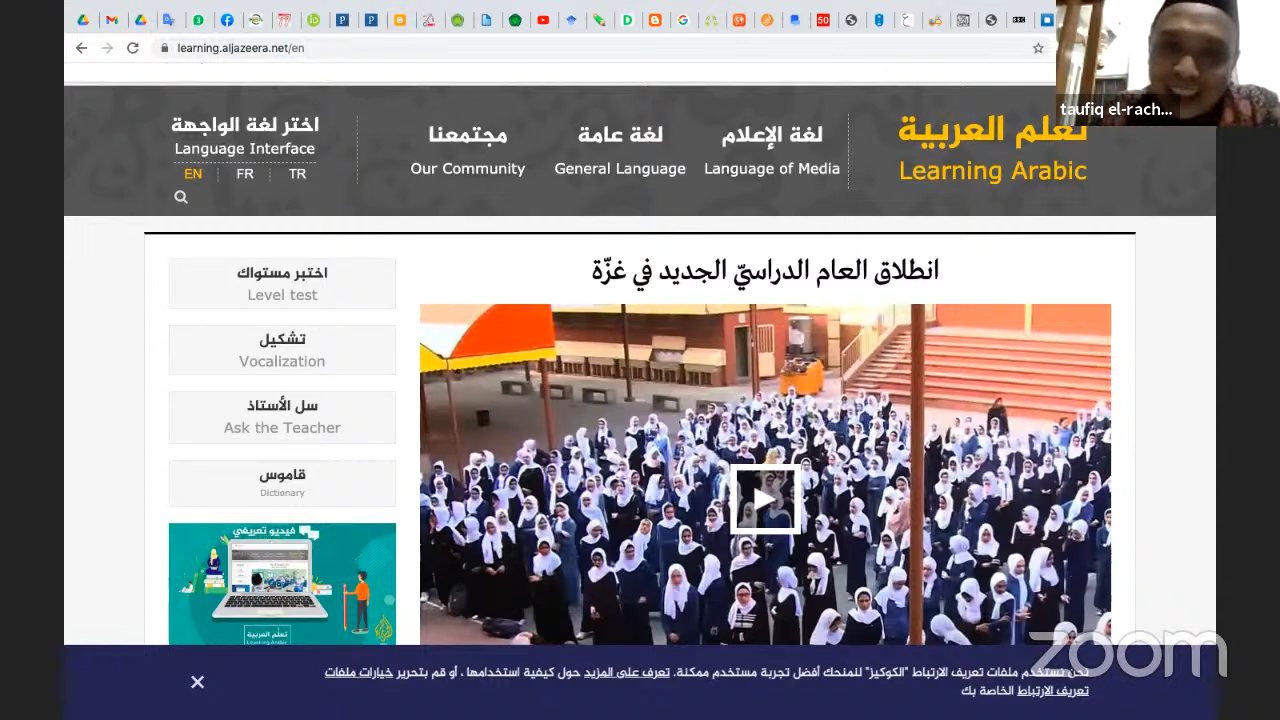 learning.aljazeera.net/en
taufiq el-rach...
اختر لغة الواجهة
Language Interface
EN
FR
TR
مجتمعنا
Our Community
لغة عامة
General Language
لغة الإعلام
Language of Media
تعلم العربية
Learning Arabic
انطلاق العام الدراسيّ الجديد في غزّة
اختبر مستواك
Level test
تشكيل
Vocalization
سل الأستاذ
Ask the Teacher
قاموس
Dictionary
فيديو تعريفي
تعلّم العربية
Learning Arabic
نحن نستخدم ملفات تعريف الارتباط "الكوكيز" لنمنحك أفضل تجربة مستخدم ممكنة. تعرف على المزيد حول كيفية استخدامها ، أو قم بتحرير خيارات ملفات
تعريف الارتباط الخاصة بك
zoom